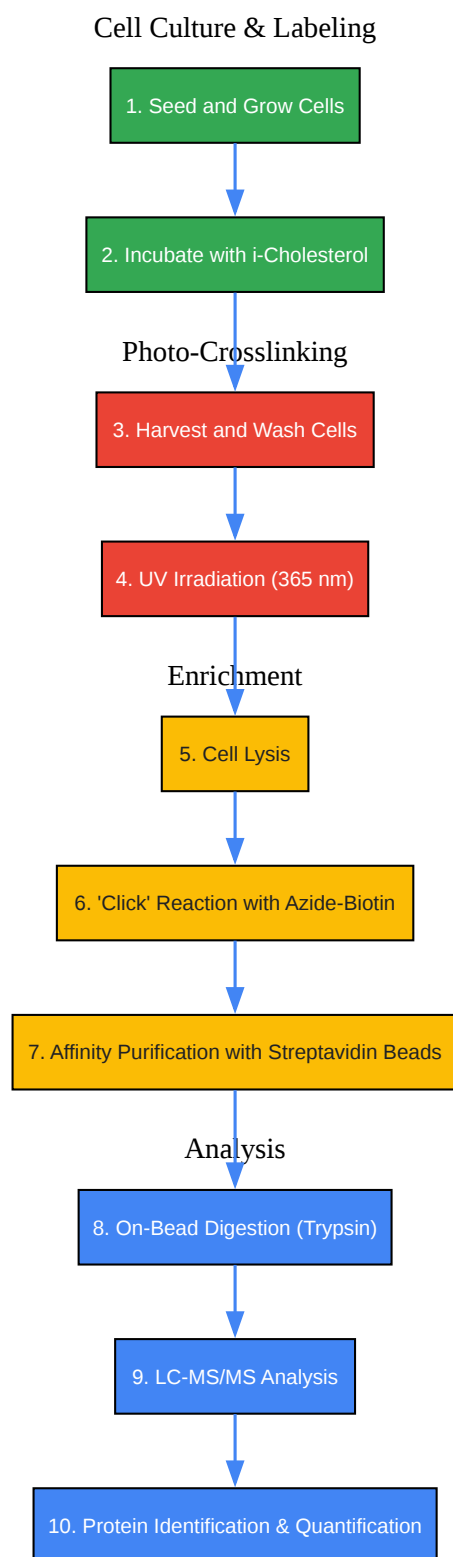 Cell Culture & Labeling
1. Seed and Grow Cells
2. Incubate with i-Cholesterol
Photo-Crosslinking
3. Harvest and Wash Cells
4. UV Irradiation (365 nm)
Enrichment
5. Cell Lysis
6. 'Click' Reaction with Azide-Biotin
7. Affinity Purification with Streptavidin Beads
Analysis
8. On-Bead Digestion (Trypsin)
9. LC-MS/MS Analysis
10. Protein Identification & Quantification